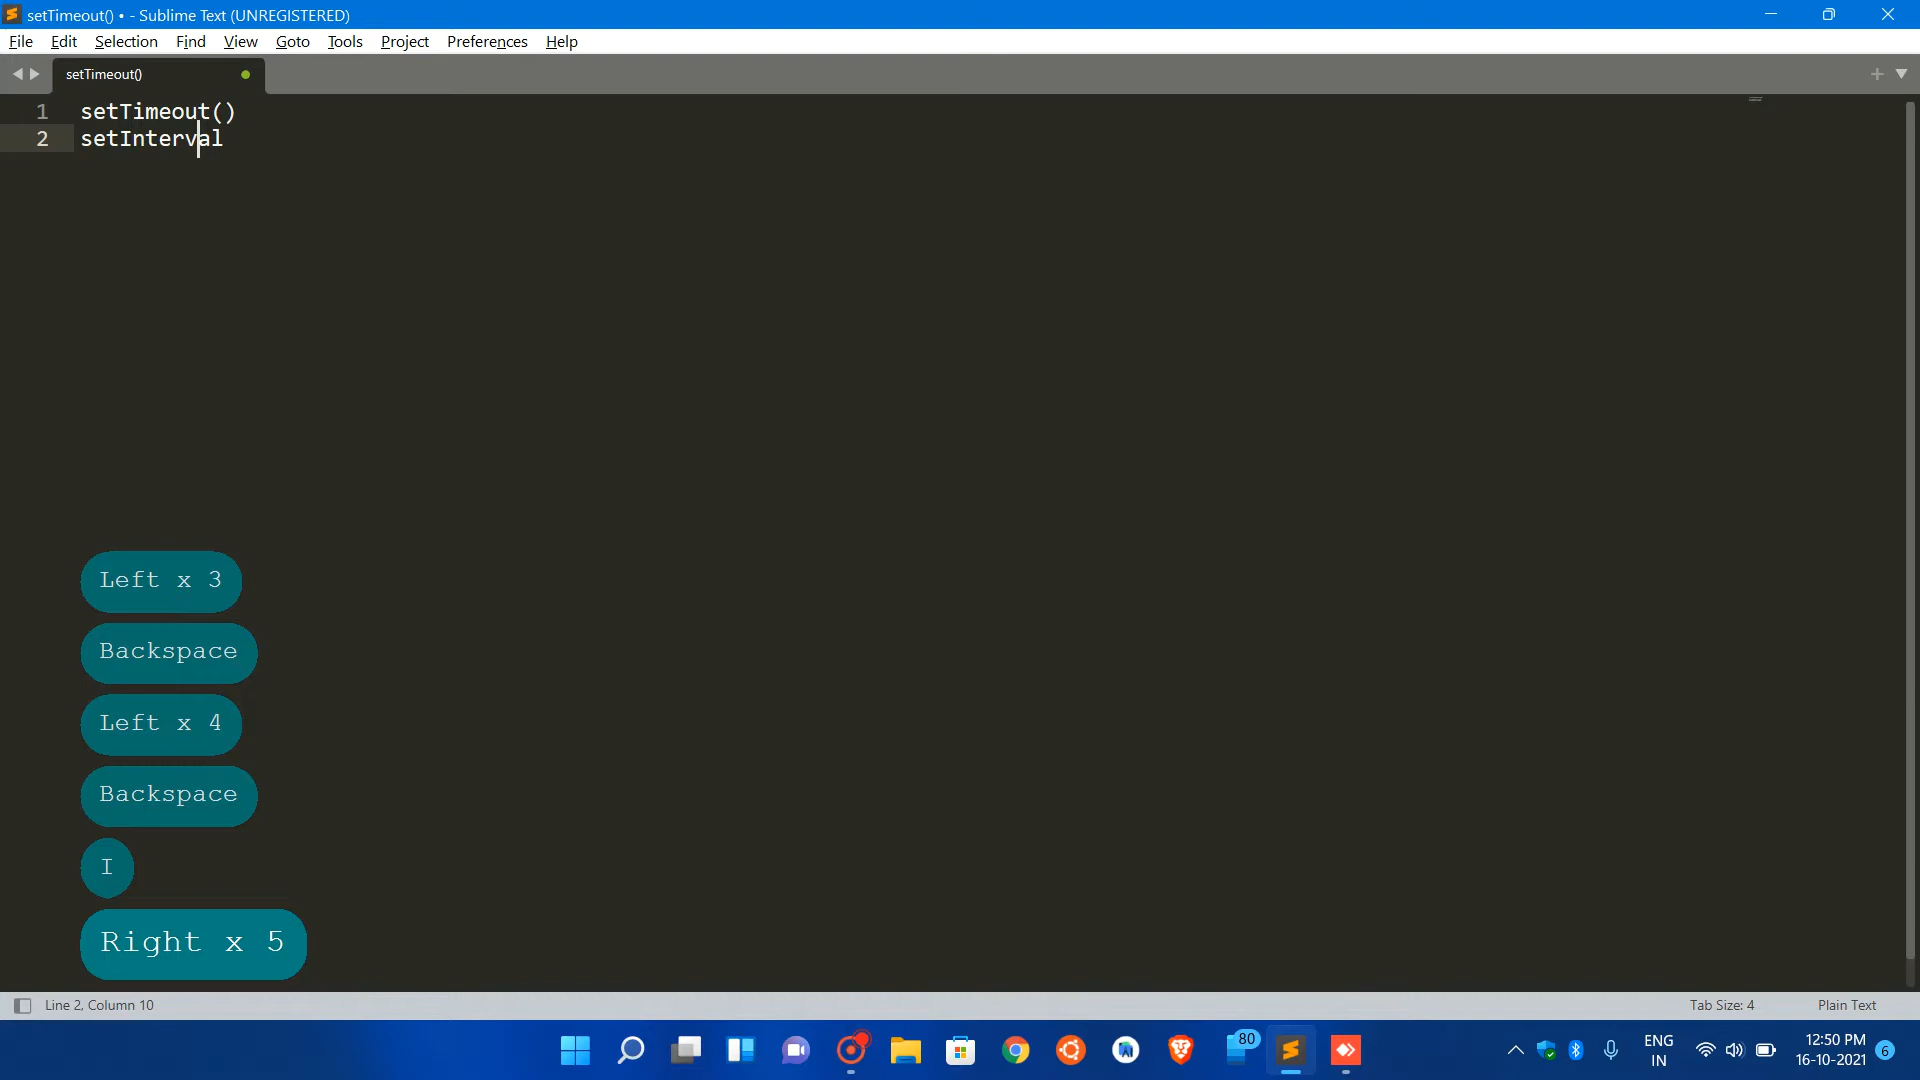 setTimeout() • - Sublime Text (UNREGISTERED)
File Edit Selection Find View Goto Tools Project Preferences Help
setTimeout()
1 setTimeout()
2 setInterval
Left x 3
Backspace
Left x 4
Backspace
I
Right x 5
Line 2, Column 10 Tab Size: 4 Plain Text
80
ENG
IN
12:50 PM
16-10-2021
6